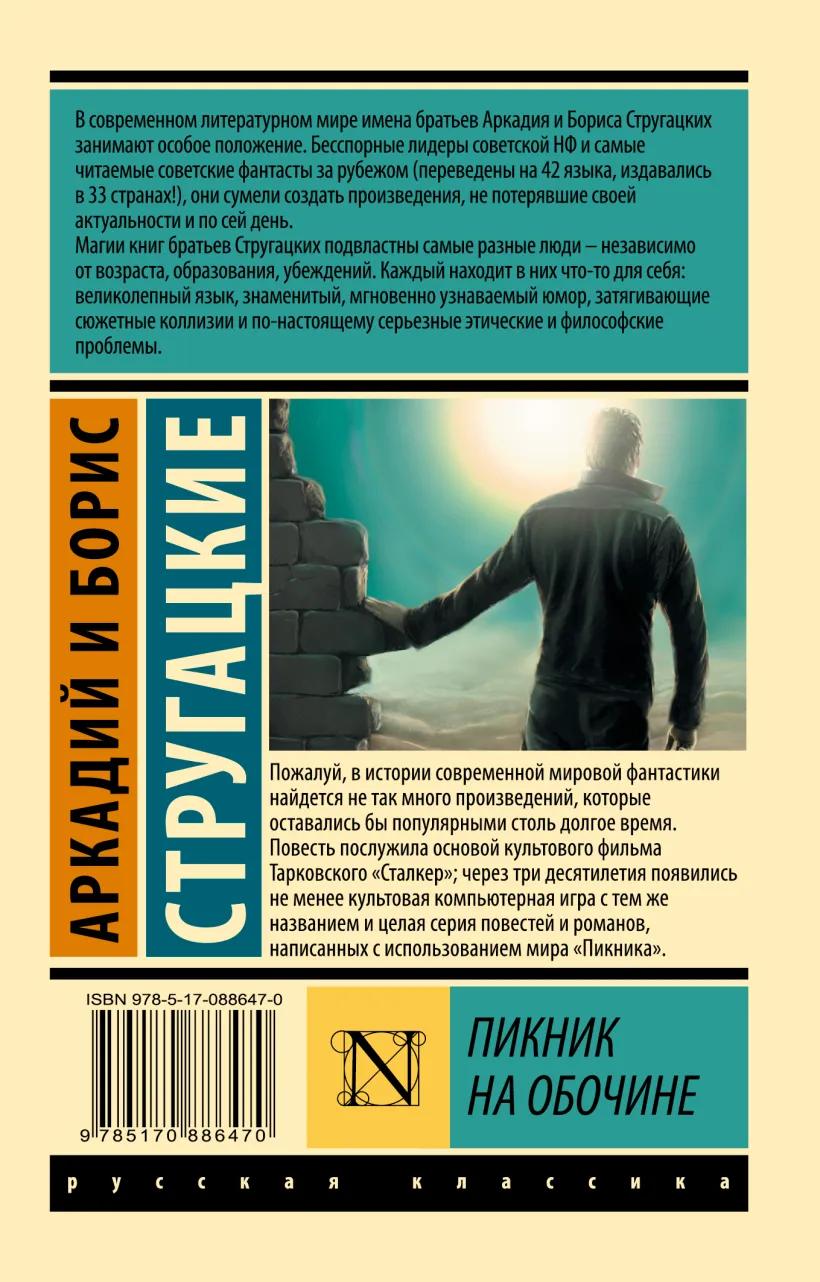 В современном литературном мире имена братьев Аркадия и Бориса Стругацких
занимают особое положение. Бесспорные лидеры советской НФ и самые
читаемые советские фантасты за рубежом (переведены на 42 языка, издавались
в 33 странах!), они сумели создать произведения, не потерявшие своей
актуальности и по сей день.
Магии книг братьев Стругацких подвластны самые разные люди – независимо
от возраста, образования, убеждений. Каждый находит в них что-то для себя:
великолепный язык, знаменитый, мгновенно узнаваемый юмор, затягивающие
сюжетные коллизии и по-настоящему серьезные этические и философские
проблемы.
АРКАДИЙ И БОРИС
СТРУГАЦКИЕ
Пожалуй, в истории современной мировой фантастики
найдется не так много произведений, которые
оставались бы популярными столь долгое время.
Повесть послужила основой культового фильма
Тарковского «Сталкер»; через три десятилетия появились
не менее культовая компьютерная игра с тем же
названием и целая серия повестей и романов,
написанных с использованием мира «Пикника».
ISBN 978-5-17-088647-0
9 785170 886470
N
ПИКНИК
НА ОБОЧИНЕ
русская классика